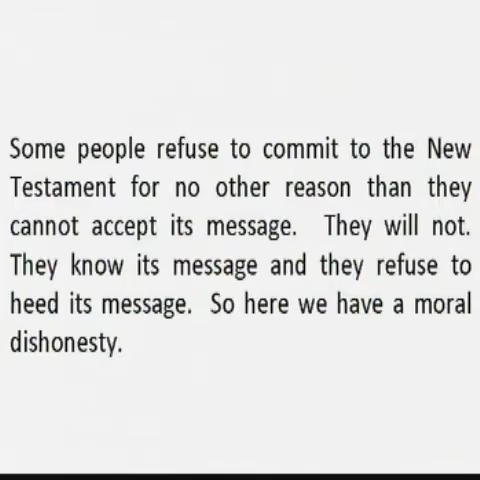 Some people refuse to commit to the New
Testament for no other reason than they
cannot accept its message. They will not.
They know its message and they refuse to
heed its message. So here we have a moral
dishonesty.